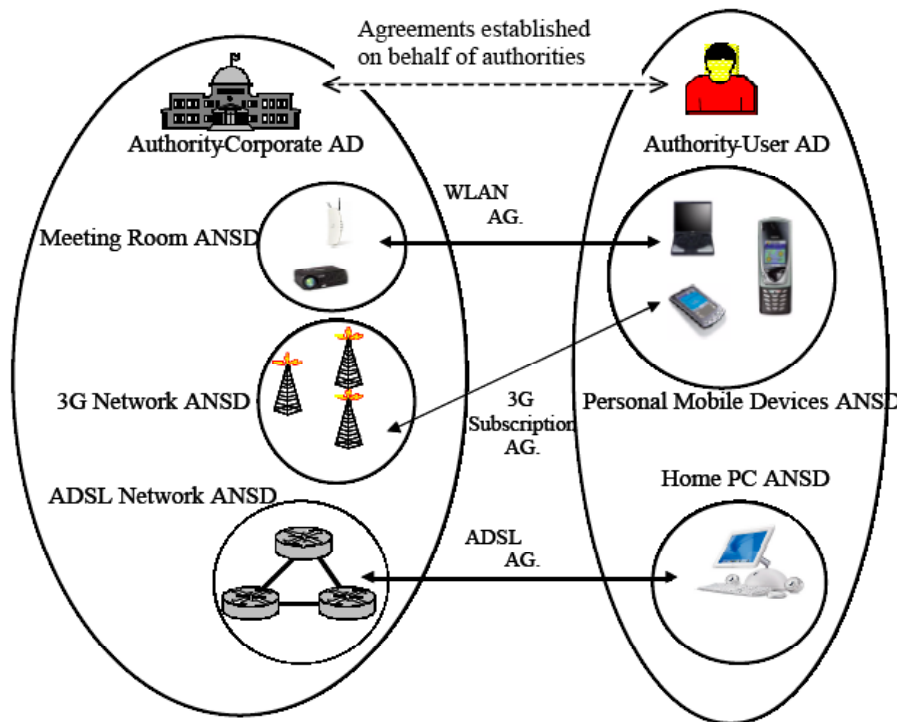 Agreements established
on behalf of authorities
Authority-Corporate AD
Authority-User AD
WLAN
AG.
Meeting Room ANSD
3G Network ANSD
3G
Subscription
AG.
Personal Mobile Devices ANSD
ADSL Network ANSD
Home PC ANSD
ADSL
AG.